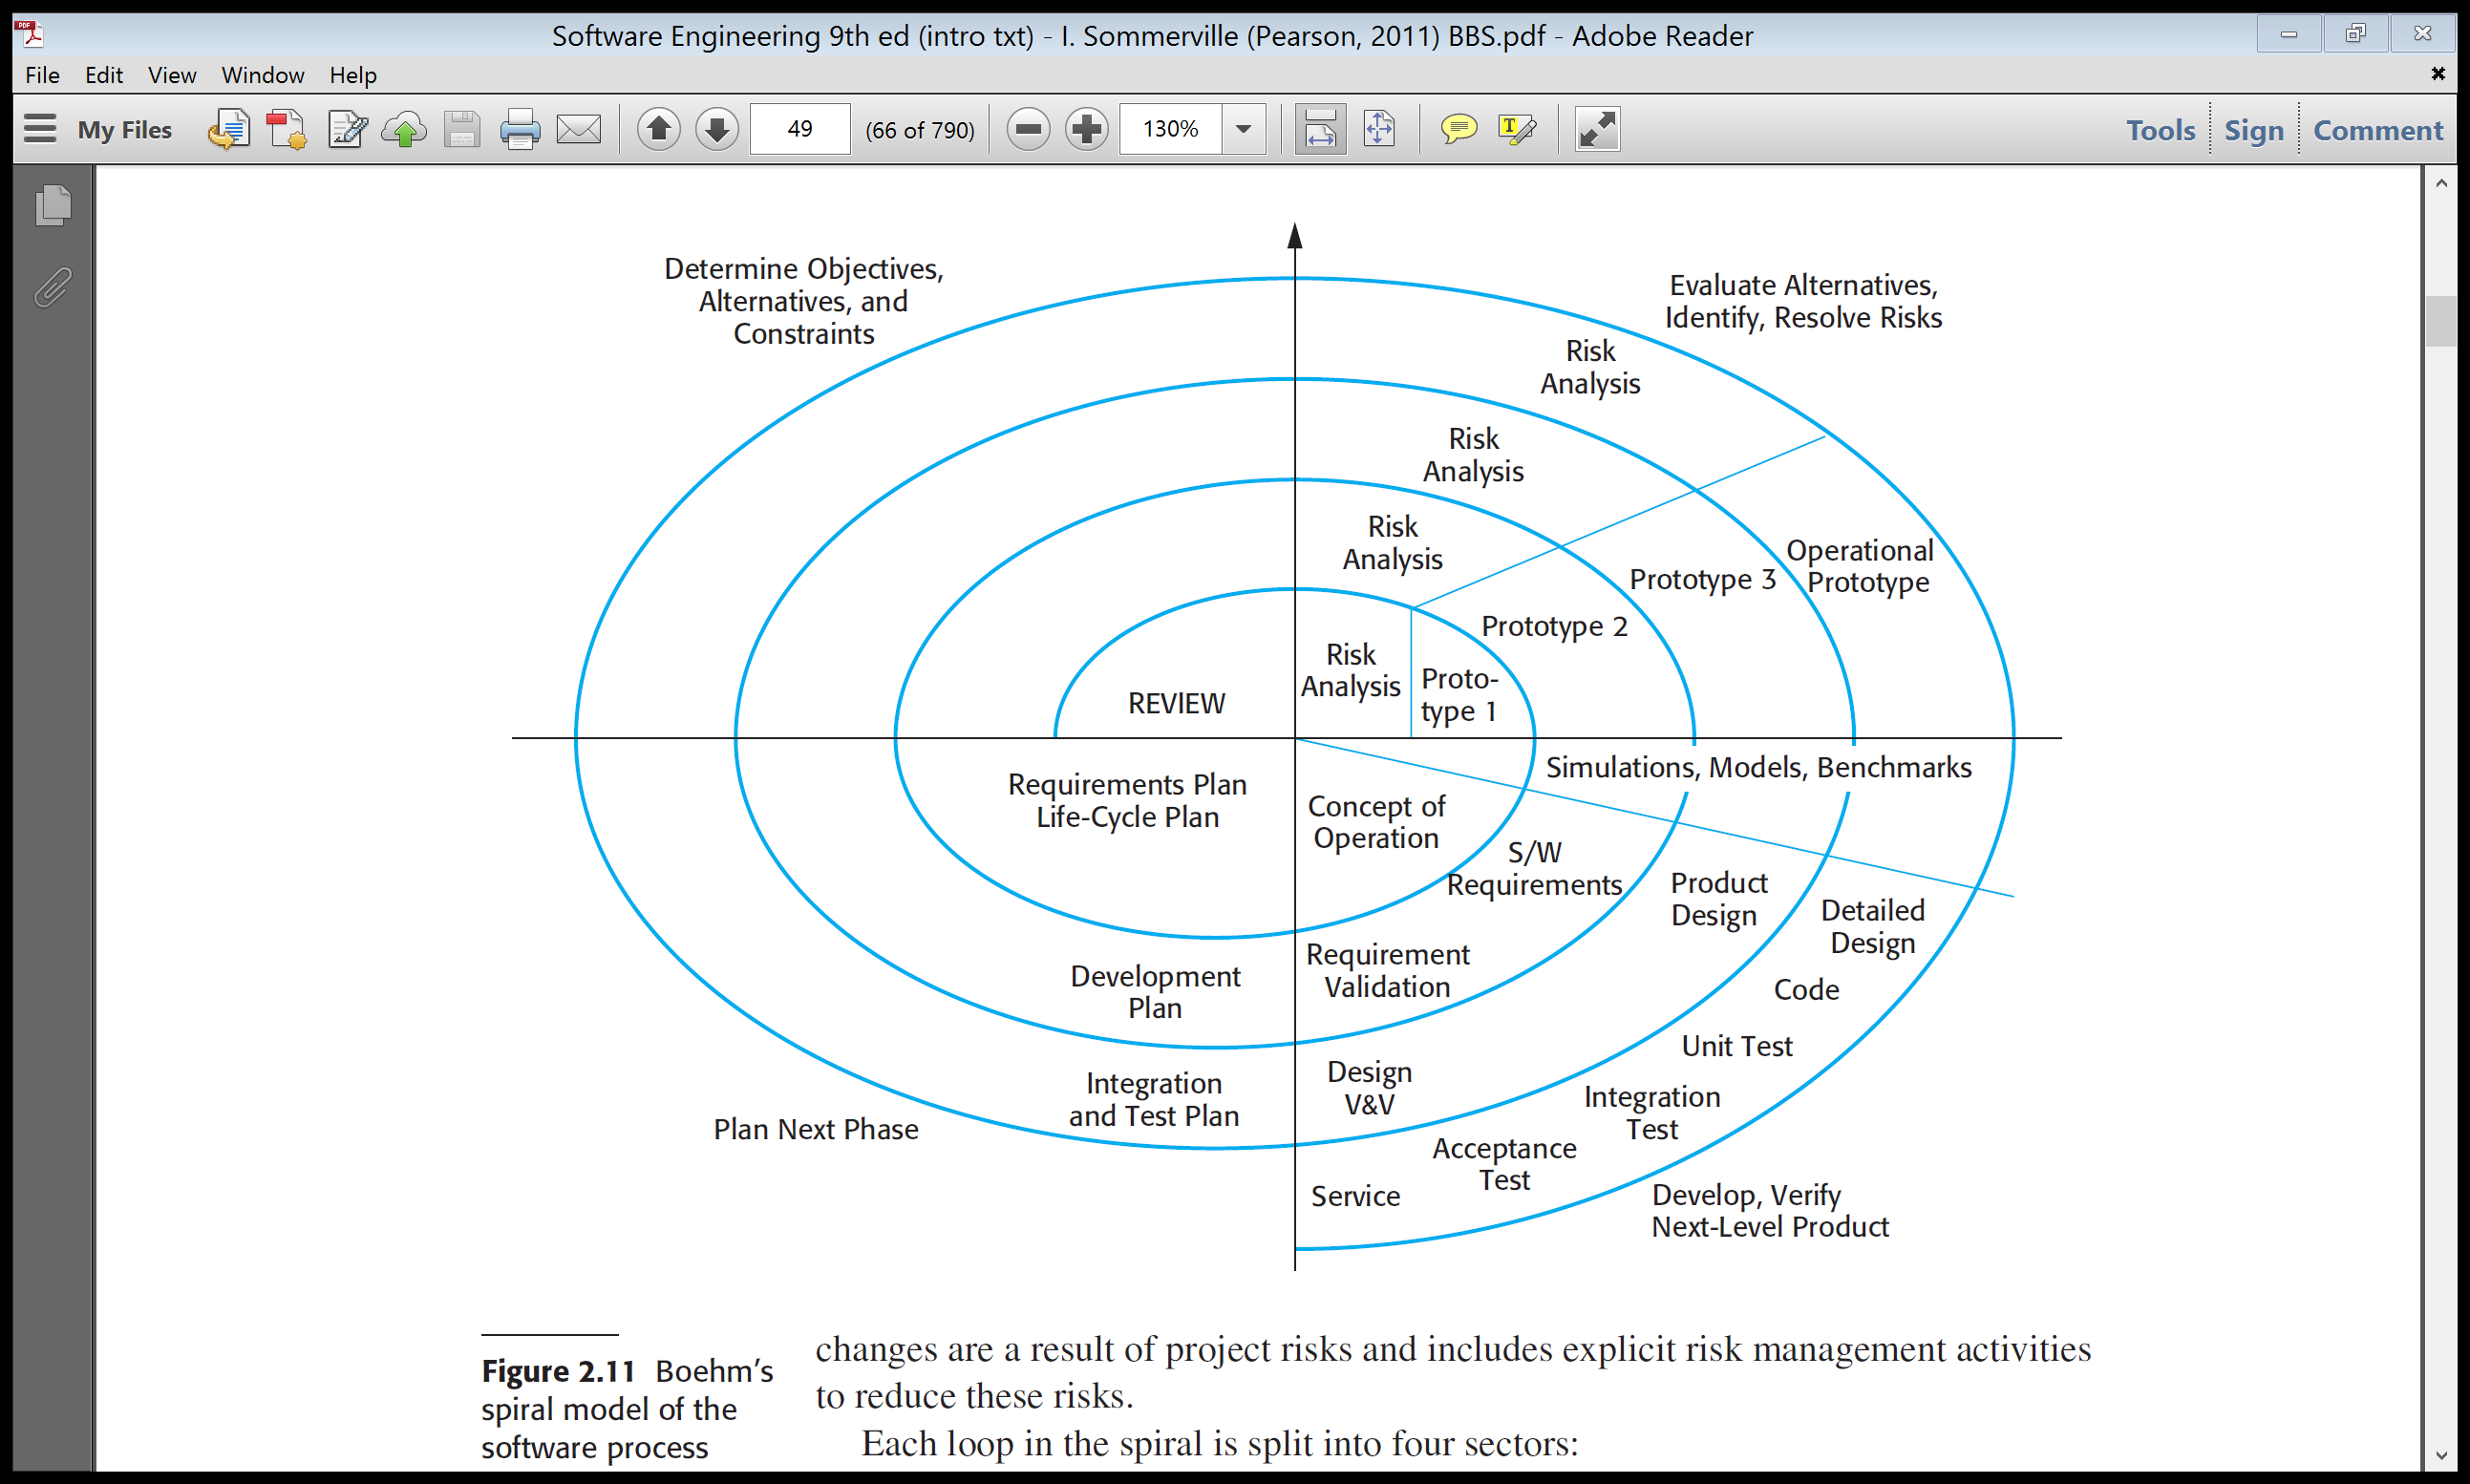 Software Engineering 9th ed (intro txt) - I. Sommerville (Pearson, 2011) BBS.pdf - Adobe Reader
File Edit View Window Help
My Files 49 (66 of 790) 130% Tools Sign Comment
Determine Objectives,
Alternatives, and
Constraints
Evaluate Alternatives,
Identify, Resolve Risks
Risk
Analysis
Risk
Analysis
Risk
Analysis
Operational
Prototype
Prototype 3
Prototype 2
Risk
Analysis
Proto-
type 1
REVIEW
Simulations, Models, Benchmarks
Requirements Plan
Life-Cycle Plan
Concept of
Operation
S/W
Requirements
Product
Design
Detailed
Design
Requirement
Validation
Development
Plan
Code
Unit Test
Design
V&V
Integration
and Test Plan
Integration
Test
Plan Next Phase
Acceptance
Test
Service
Develop, Verify
Next-Level Product
Figure 2.11 Boehm's
spiral model of the
software process
changes are a result of project risks and includes explicit risk management activities
to reduce these risks.
Each loop in the spiral is split into four sectors: